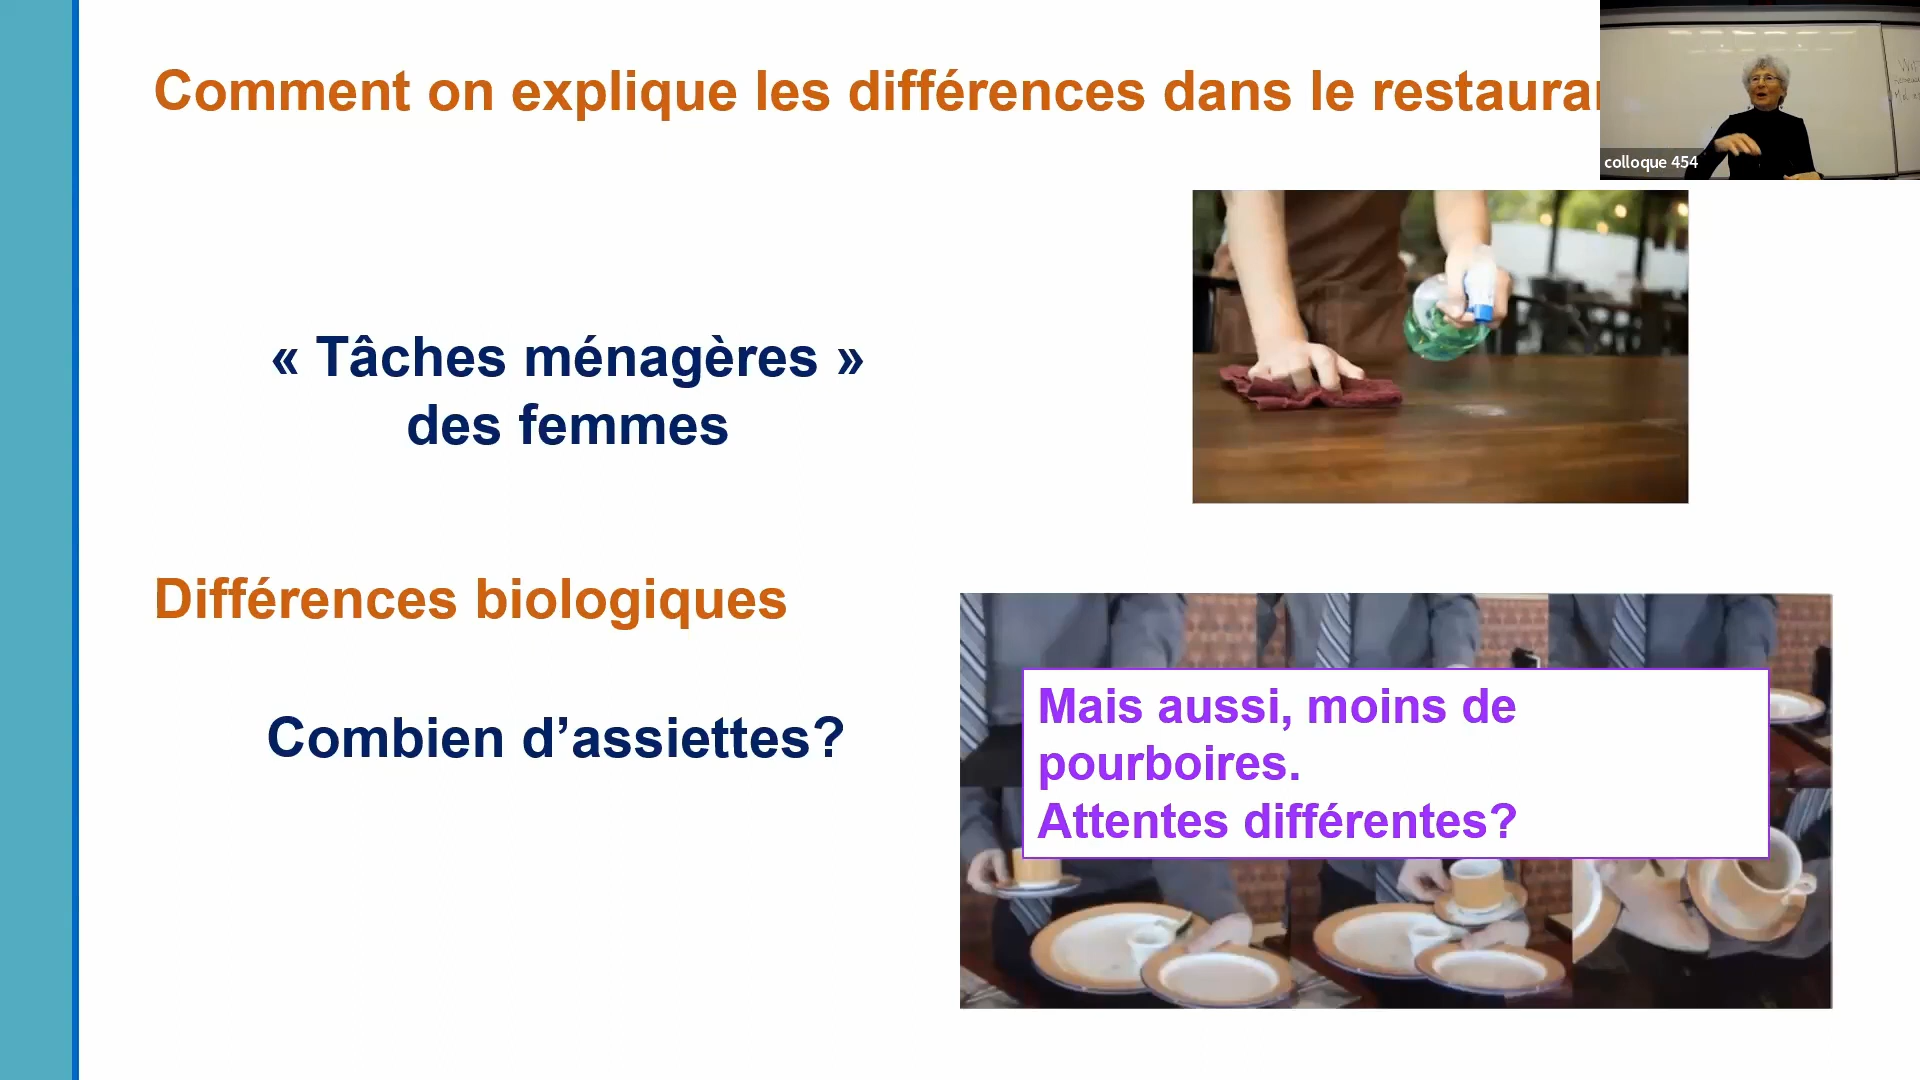 Comment on explique les différences dans le restaura
colloque 454
« Tâches ménagères »
des femmes
Différences biologiques
Combien d’assiettes?
Mais aussi, moins de
pourboires.
Attentes différentes?